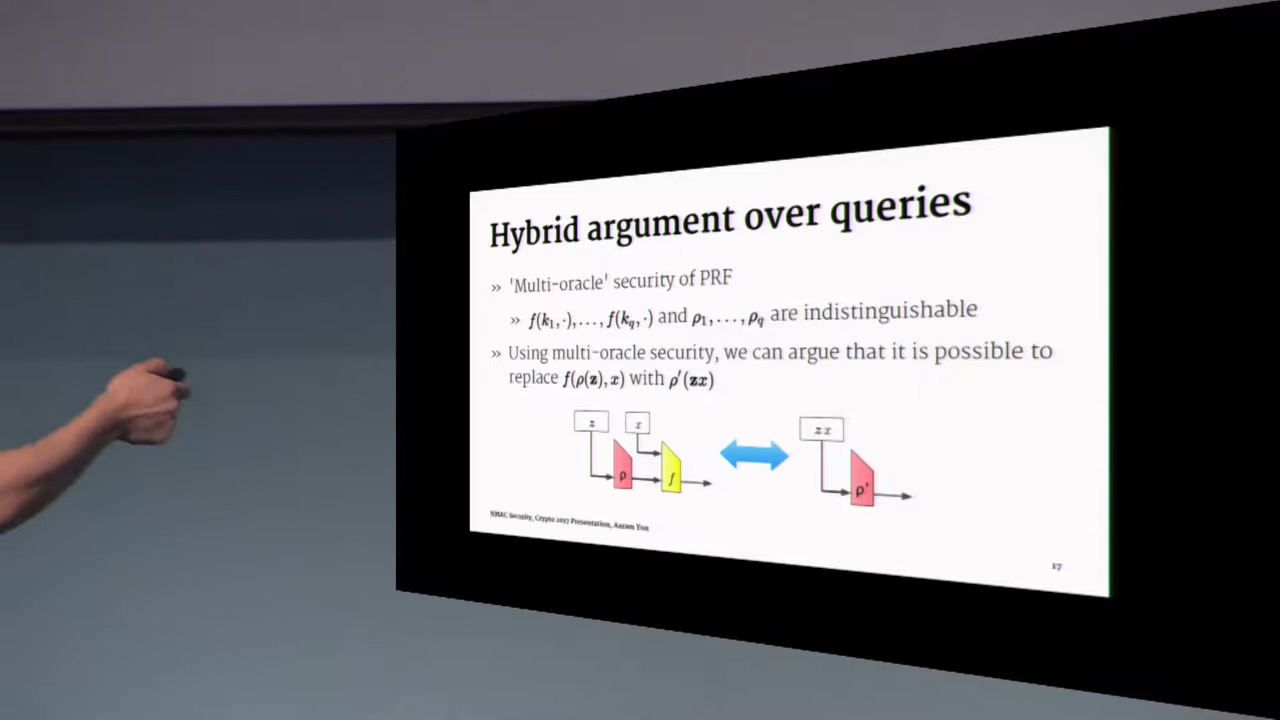 Hybrid argument over queries
» 'Multi-oracle' security of PRF
» f(k₁,·),...,f(k_q,·) and ρ₁,...,ρ_q are indistinguishable
» Using multi-oracle security, we can argue that it is possible to
replace f(ρ(z),x) with ρ′(zx)
z x zx
ρ f ρ'
NMAC Security, Crypto 2017 Presentation, Aaram Yun
17